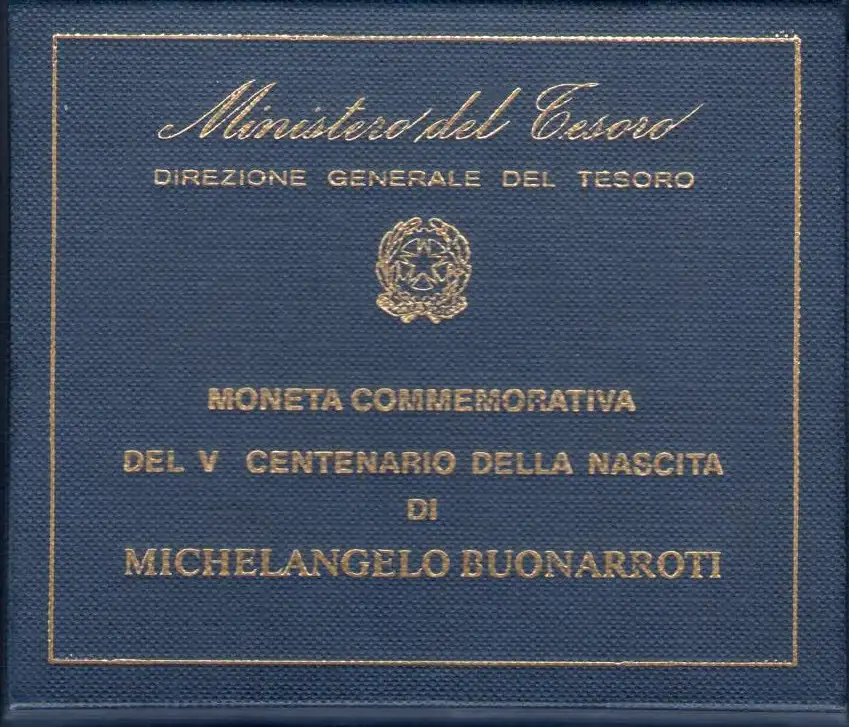 Ministero del Tesoro
DIREZIONE GENERALE DEL TESORO
MONETA COMMEMORATIVA
DEL V CENTENARIO DELLA NASCITA
DI
MICHELANGELO BUONARROTI